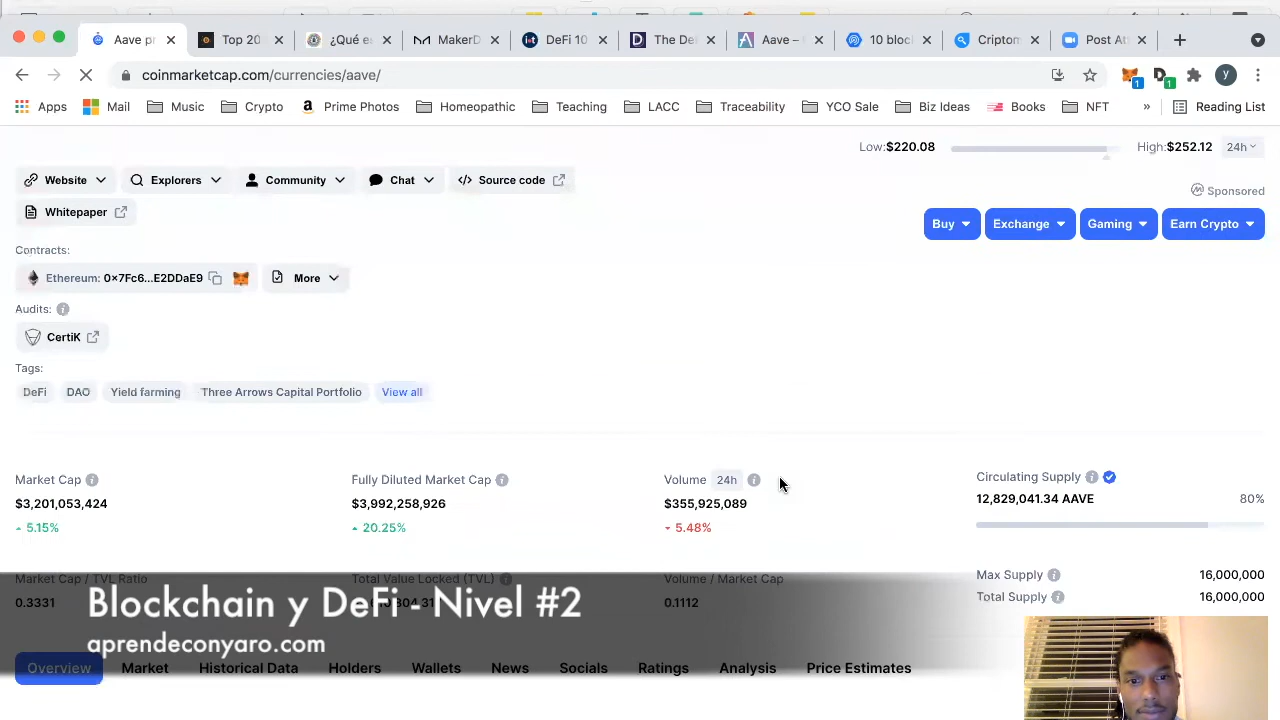 Aave pr
Top 20
¿Qué es
MakerD
DeFi 10
The De
Aave –
10 bloc
Criptom
Post At
coinmarketcap.com/currencies/aave/
1
1
y
Apps
Mail
Music
Crypto
Prime Photos
Homeopathic
Teaching
LACC
Traceability
YCO Sale
Biz Ideas
Books
NFT
»
Reading List
Low:$220.08
High:$252.12
24h
Website
Explorers
Community
Chat
Source code
Sponsored
Whitepaper
Buy
Exchange
Gaming
Earn Crypto
Contracts:
Ethereum: 0x7Fc6...E2DDaE9
More
Audits:
CertiK
Tags:
DeFi
DAO
Yield farming
Three Arrows Capital Portfolio
View all
Market Cap
Fully Diluted Market Cap
Volume 24h
Circulating Supply
$3,201,053,424
$3,992,258,926
$355,925,089
12,829,041.34 AAVE
80%
5.15%
20.25%
5.48%
Market Cap / TVL Ratio
Total Value Locked (TVL)
Volume / Market Cap
Max Supply
16,000,000
0.3331
0.1112
Total Supply
16,000,000
Blockchain y DeFi - Nivel #2
aprendeconyaro.com
Overview
Market
Historical Data
Holders
Wallets
News
Socials
Ratings
Analysis
Price Estimates